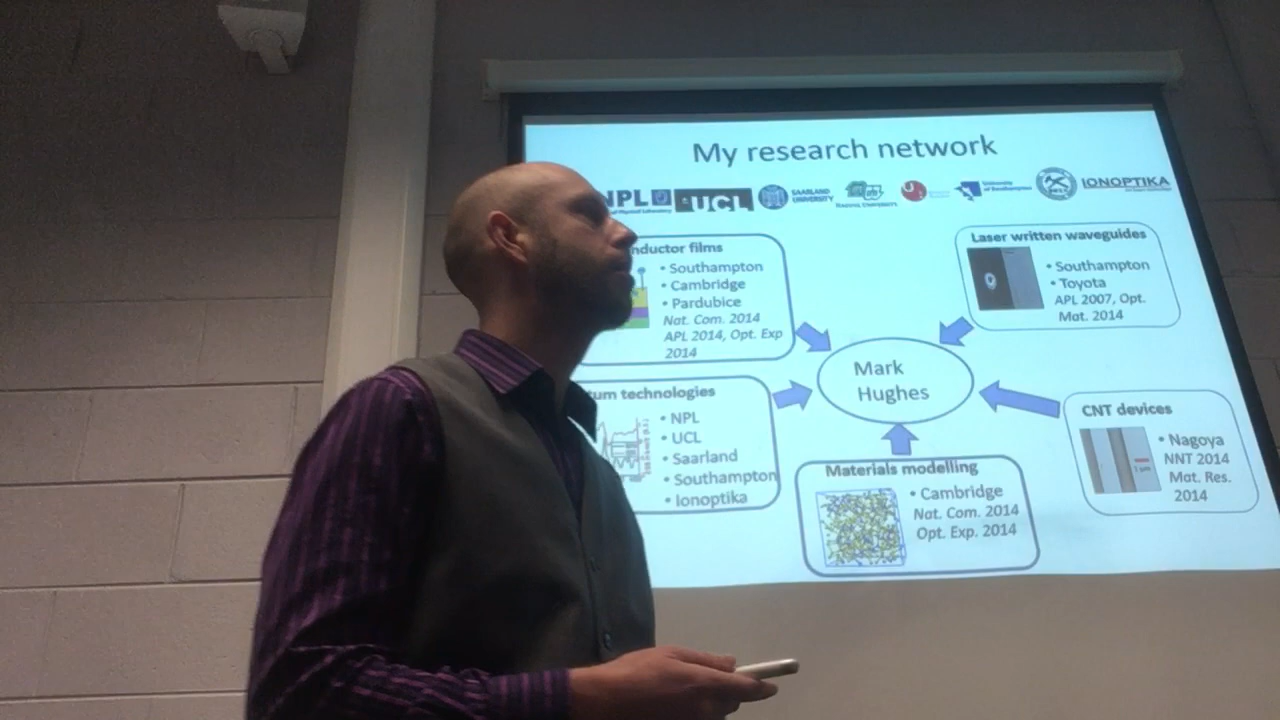 My research network
NPL
UCL
SAARLAND
UNIVERSITY
University
of Southampton
IONOPTIKA
nductor films
• Southampton
• Cambridge
• Pardubice
Nat. Com. 2014
APL 2014, Opt. Exp
2014
Laser written waveguides
• Southampton
• Toyota
APL 2007, Opt.
Mat. 2014
Mark
Hughes
tum technologies
• NPL
• UCL
• Saarland
• Southampton
• Ionoptika
Materials modelling
• Cambridge
Nat. Com. 2014
Opt. Exp. 2014
CNT devices
• Nagoya
NNT 2014
Mat. Res.
2014